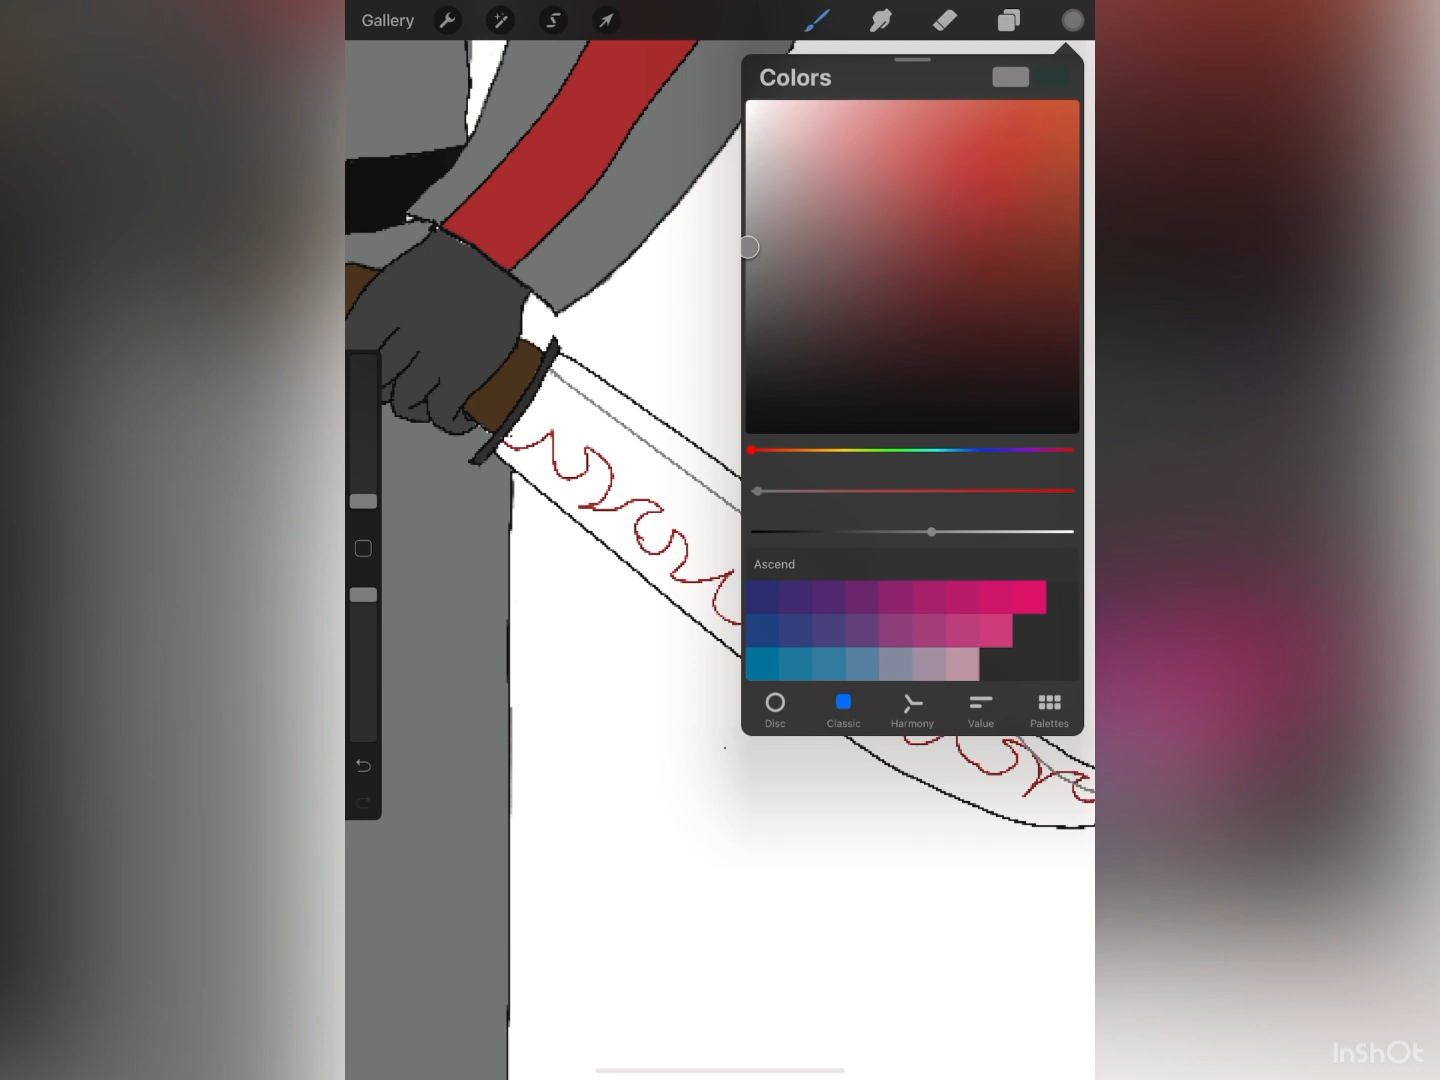 Gallery
Colors
Ascend
Disc
Classic
Harmony
Value
Palettes
InShOt